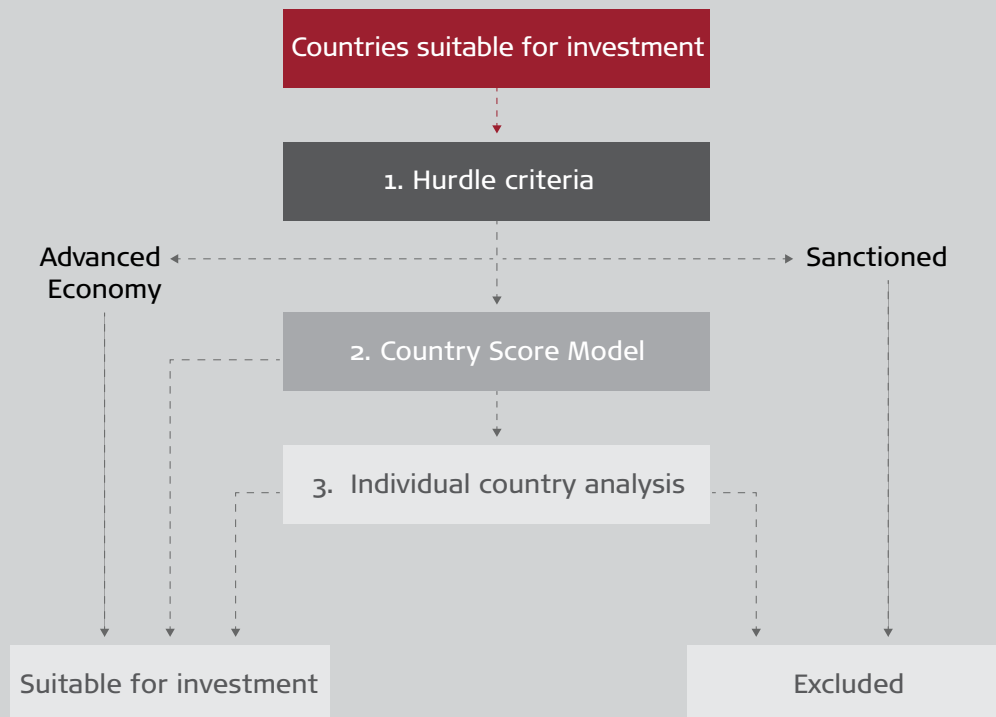 Countries suitable for investment
1. Hurdle criteria
Advanced
Economy
Sanctioned
2. Country Score Model
3. Individual country analysis
Suitable for investment
Excluded